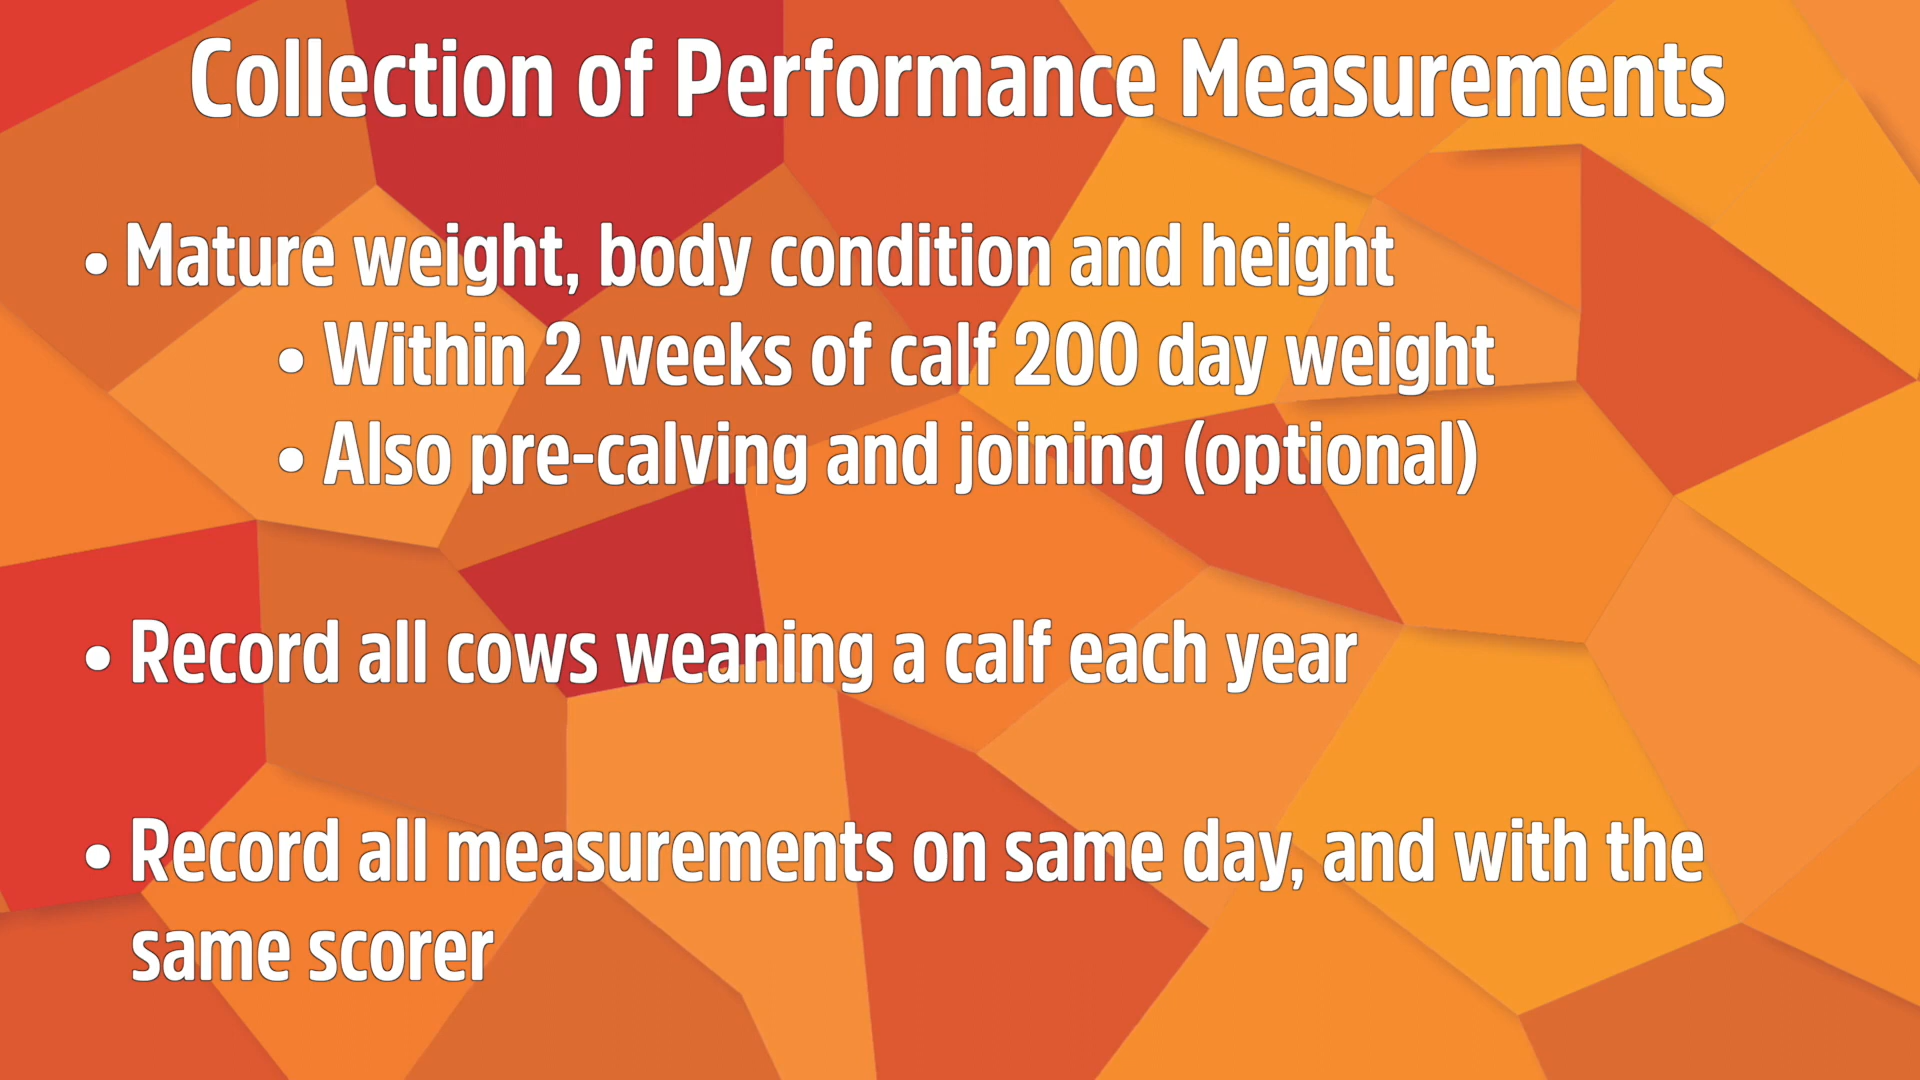 Collection of Performance Measurements
• Mature weight, body condition and height
• Within 2 weeks of calf 200 day weight
• Also pre-calving and joining (optional)
• Record all cows weaning a calf each year
• Record all measurements on same day, and with the
same scorer